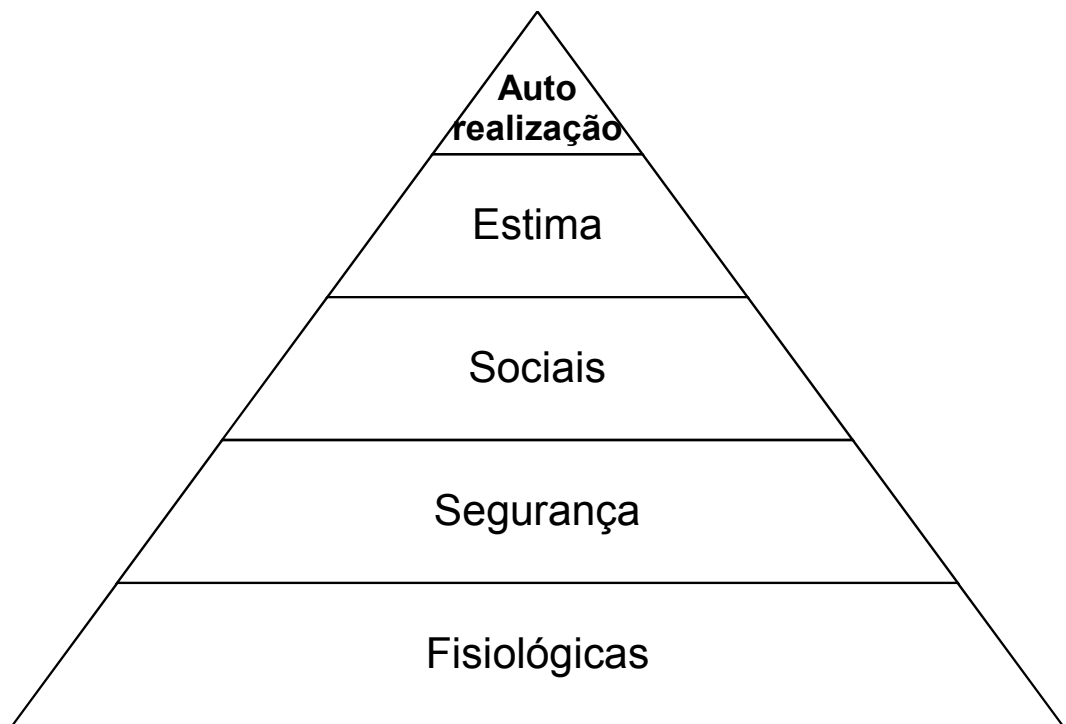 Auto
realização
Estima
Sociais
Segurança
Fisiológicas